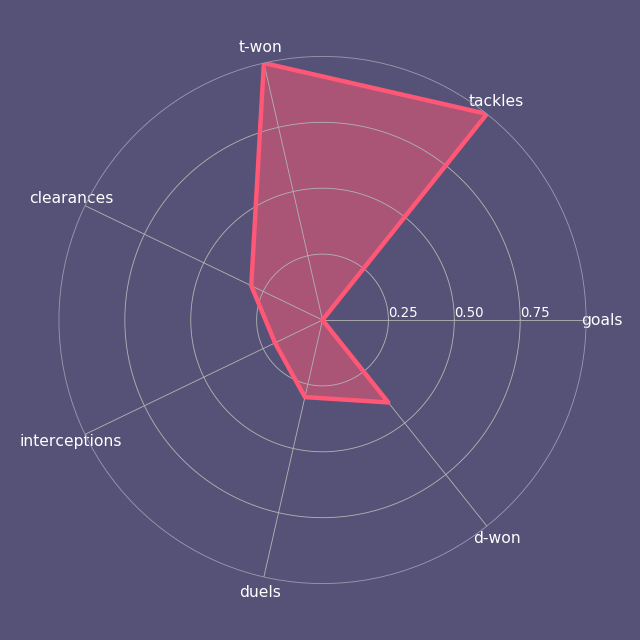 t-won
tackles
clearances
0.25 0.50 0.75
goals
interceptions
d-won
duels